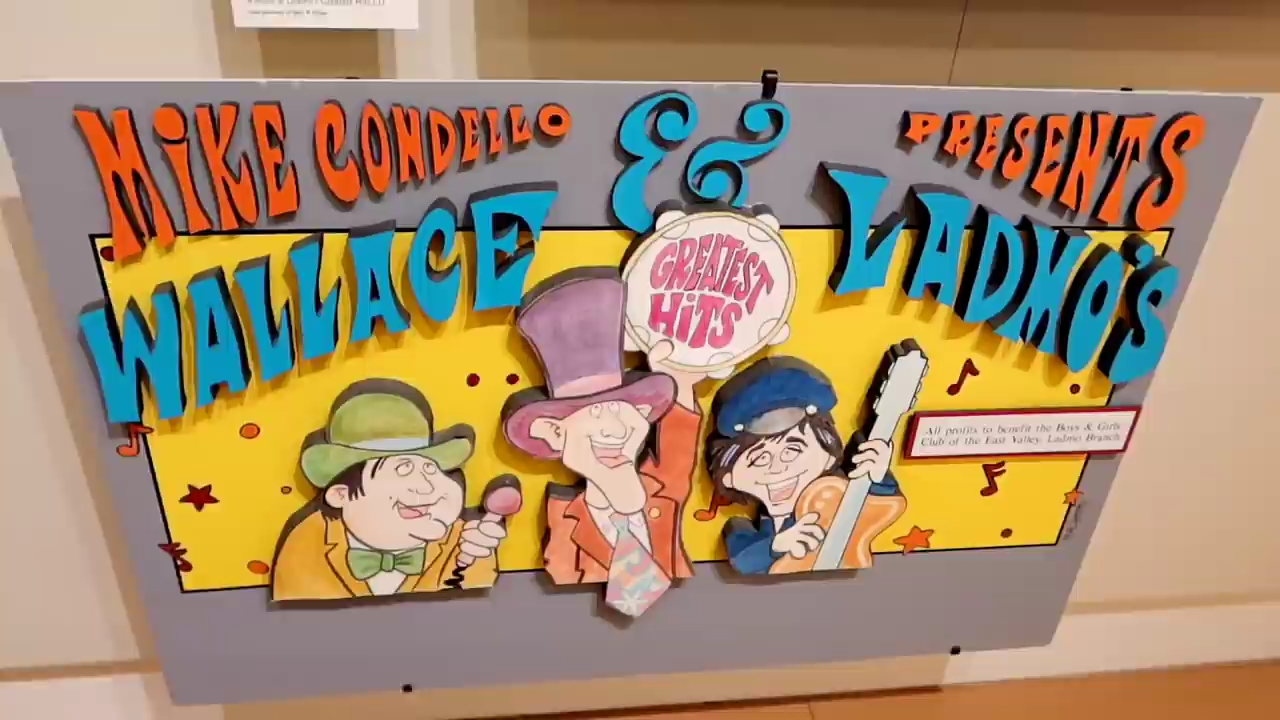 MiKE CONDELLO PRESENTS
WALLACE & LADMO'S
GREATEST
HiTS
All profits to benefit the Boys & Girls
Club of the East Valley, Ladmo Branch